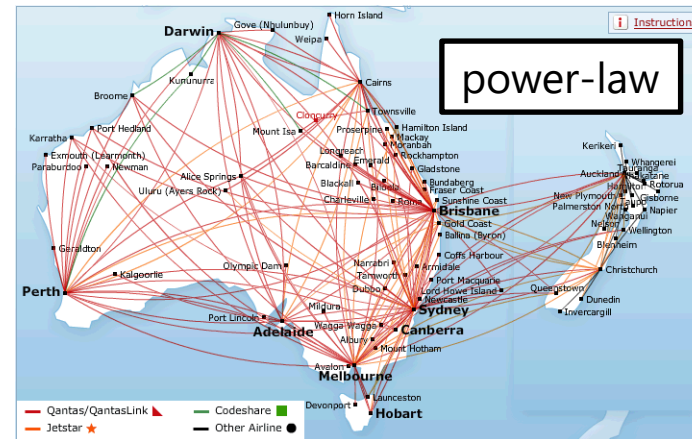 Instruction
power-law
Horn Island
Gove (Nhulunbuy)
Darwin
Weipa
Kununurra
Cairns
Broome
Cloncurry
Townsville
Port Hedland
Karratha
Mount Isa
Proserpine
Hamilton Island
Mackay
Moranbah
Kerikeri
Exmouth (Learmonth)
Longreach
Rockhampton
Whangerei
Paraburdoo
Newman
Barcaldine
Emerald
Gladstone
Auckland
Tauranga
Whakatane
Alice Springs
Blackall
Biloela
Bundaberg
Hamilton
Rotorua
Uluru (Ayers Rock)
Fraser Coast
Charleville
Roma
Sunshine Coast
New Plymouth
Gisborne
Brisbane
Palmerston North
Napier
Gold Coast
Wanganui
Ballina (Byron)
Nelson
Wellington
Geraldton
Blenheim
Coffs Harbour
Olympic Dam
Narrabri
Armidale
Christchurch
Kalgoorlie
Tamworth
Port Macquarie
Perth
Dubbo
Lord Howe Island
Queenstown
Newcastle
Dunedin
Mildura
Sydney
Invercargill
Port Lincoln
Wagga Wagga
Adelaide
Canberra
Albury
Mount Hotham
Avalon
Melbourne
Launceston
Devonport
Hobart
Qantas/QantasLink
Codeshare
Jetstar
Other Airline